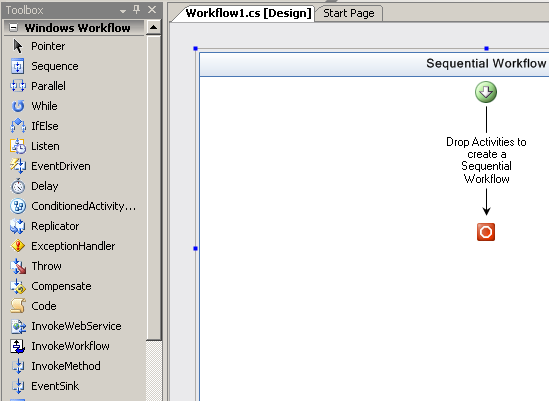 Toolbox
Windows Workflow
Pointer
Sequence
Parallel
While
IfElse
Listen
EventDriven
Delay
ConditionedActivity...
Replicator
ExceptionHandler
Throw
Compensate
Code
InvokeWebService
InvokeWorkflow
InvokeMethod
EventSink
Workflow1.cs [Design]
Start Page
Sequential Workflow
Drop Activities to
create a
Sequential
Workflow